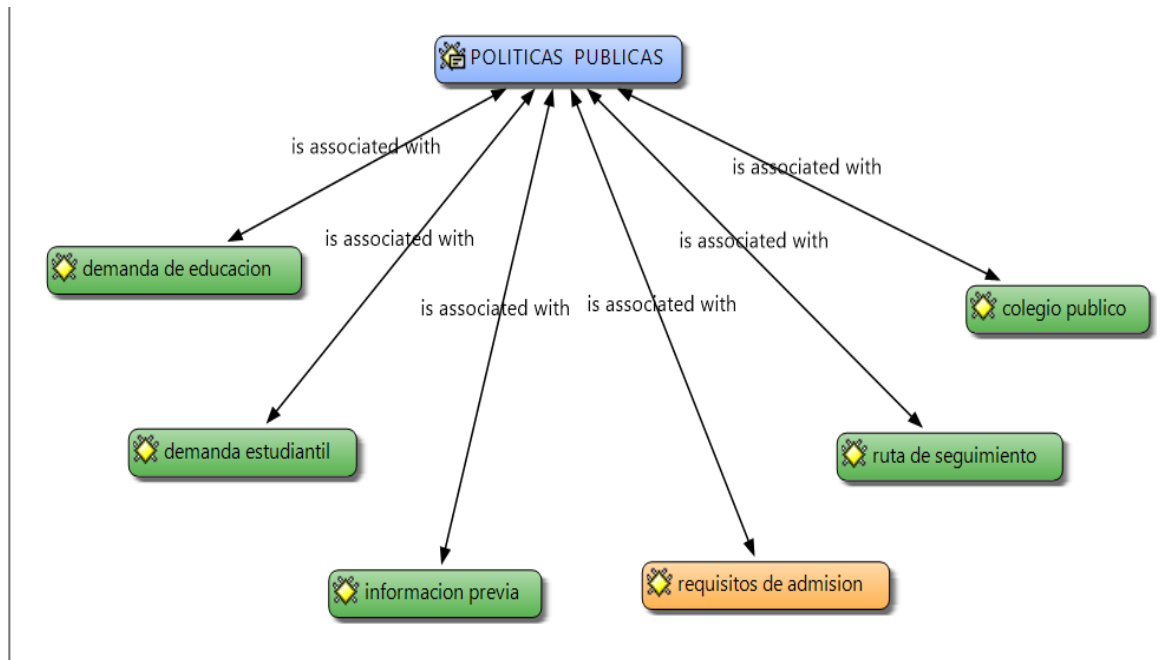 POLITICAS PUBLICAS
is associated with
is associated with
is associated with
is associated with
demanda de educacion
colegio publico
is associated with
is associated with
demanda estudiantil
ruta de seguimiento
informacion previa
requisitos de admision